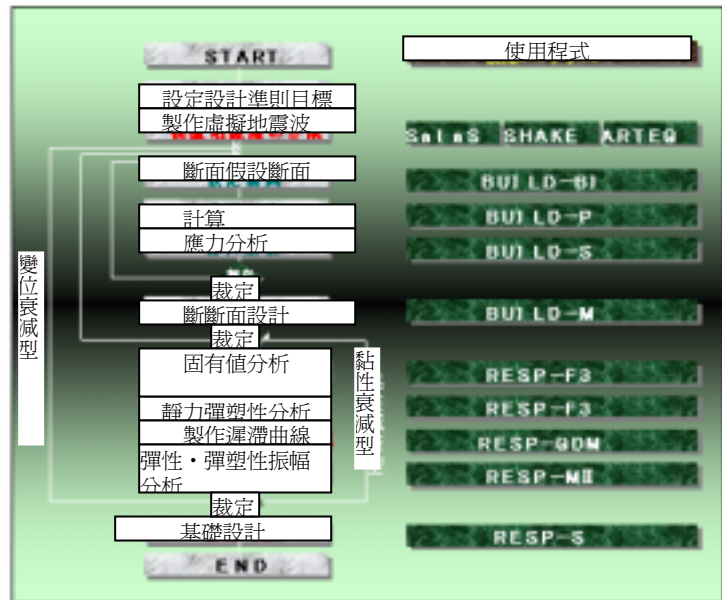 START
使用程式
設定設計準則目標
製作虛擬地震波
SHAKE ARTEQ
斷面假設斷面
BUILD-BI
計算
BUILD-P
應力分析
BUILD-S
裁定
斷斷面設計
BUILD-M
裁定
固有值分析
RESP-F3
靜力彈塑性分析
RESP-F3
製作遲滯曲線
RESP-QDM
彈性・彈塑性振幅
分析
RESP-MⅡ
裁定
基礎設計
RESP-S
END
變位衰減型
黏性衰減型